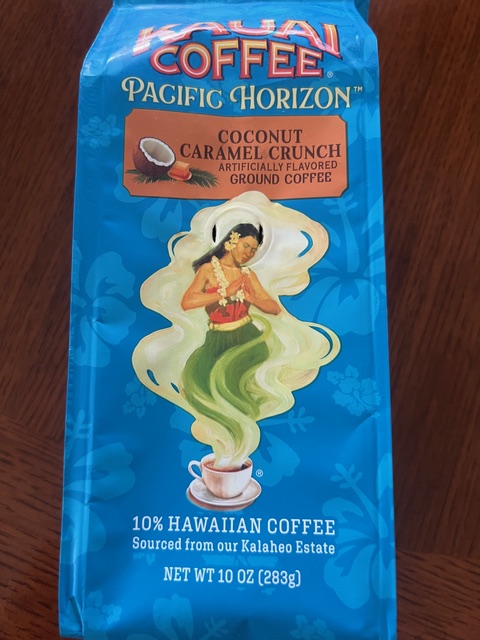 KAUAI
COFFEE®
PACIFIC HORIZON™
COCONUT
CARAMEL CRUNCH
ARTIFICIALLY FLAVORED
GROUND COFFEE
®
10% HAWAIIAN COFFEE
Sourced from our Kalaheo Estate
NET WT 10 OZ (283g)